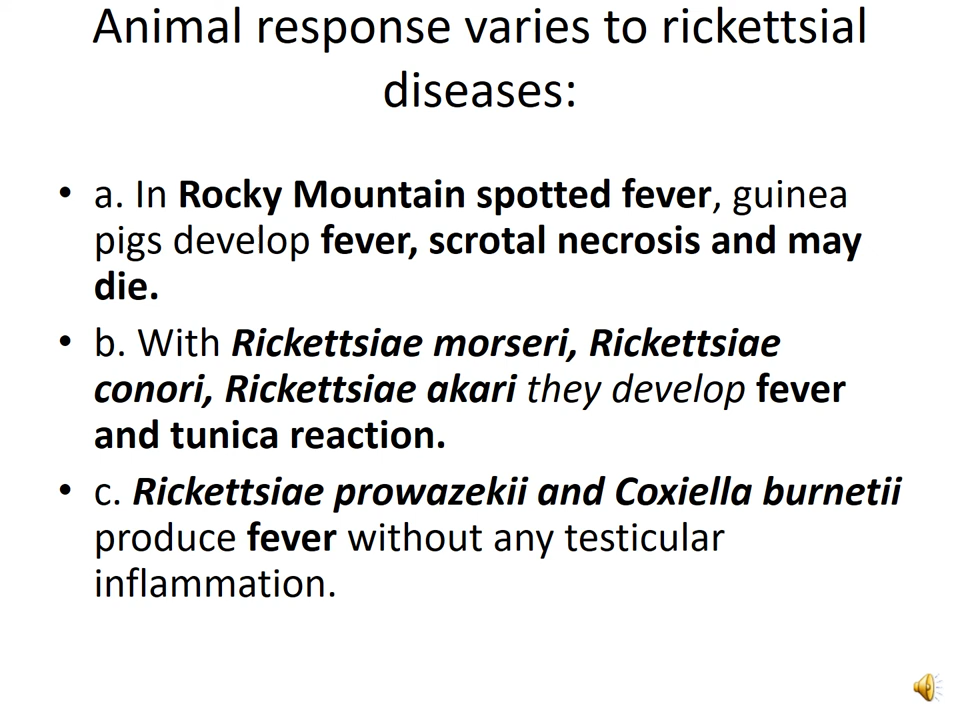 Animal response varies to rickettsial
diseases:
• a. In Rocky Mountain spotted fever, guinea
pigs develop fever, scrotal necrosis and may
die.
• b. With Rickettsiae morseri, Rickettsiae
conori, Rickettsiae akari they develop fever
and tunica reaction.
• c. Rickettsiae prowazekii and Coxiella burnetii
produce fever without any testicular
inflammation.